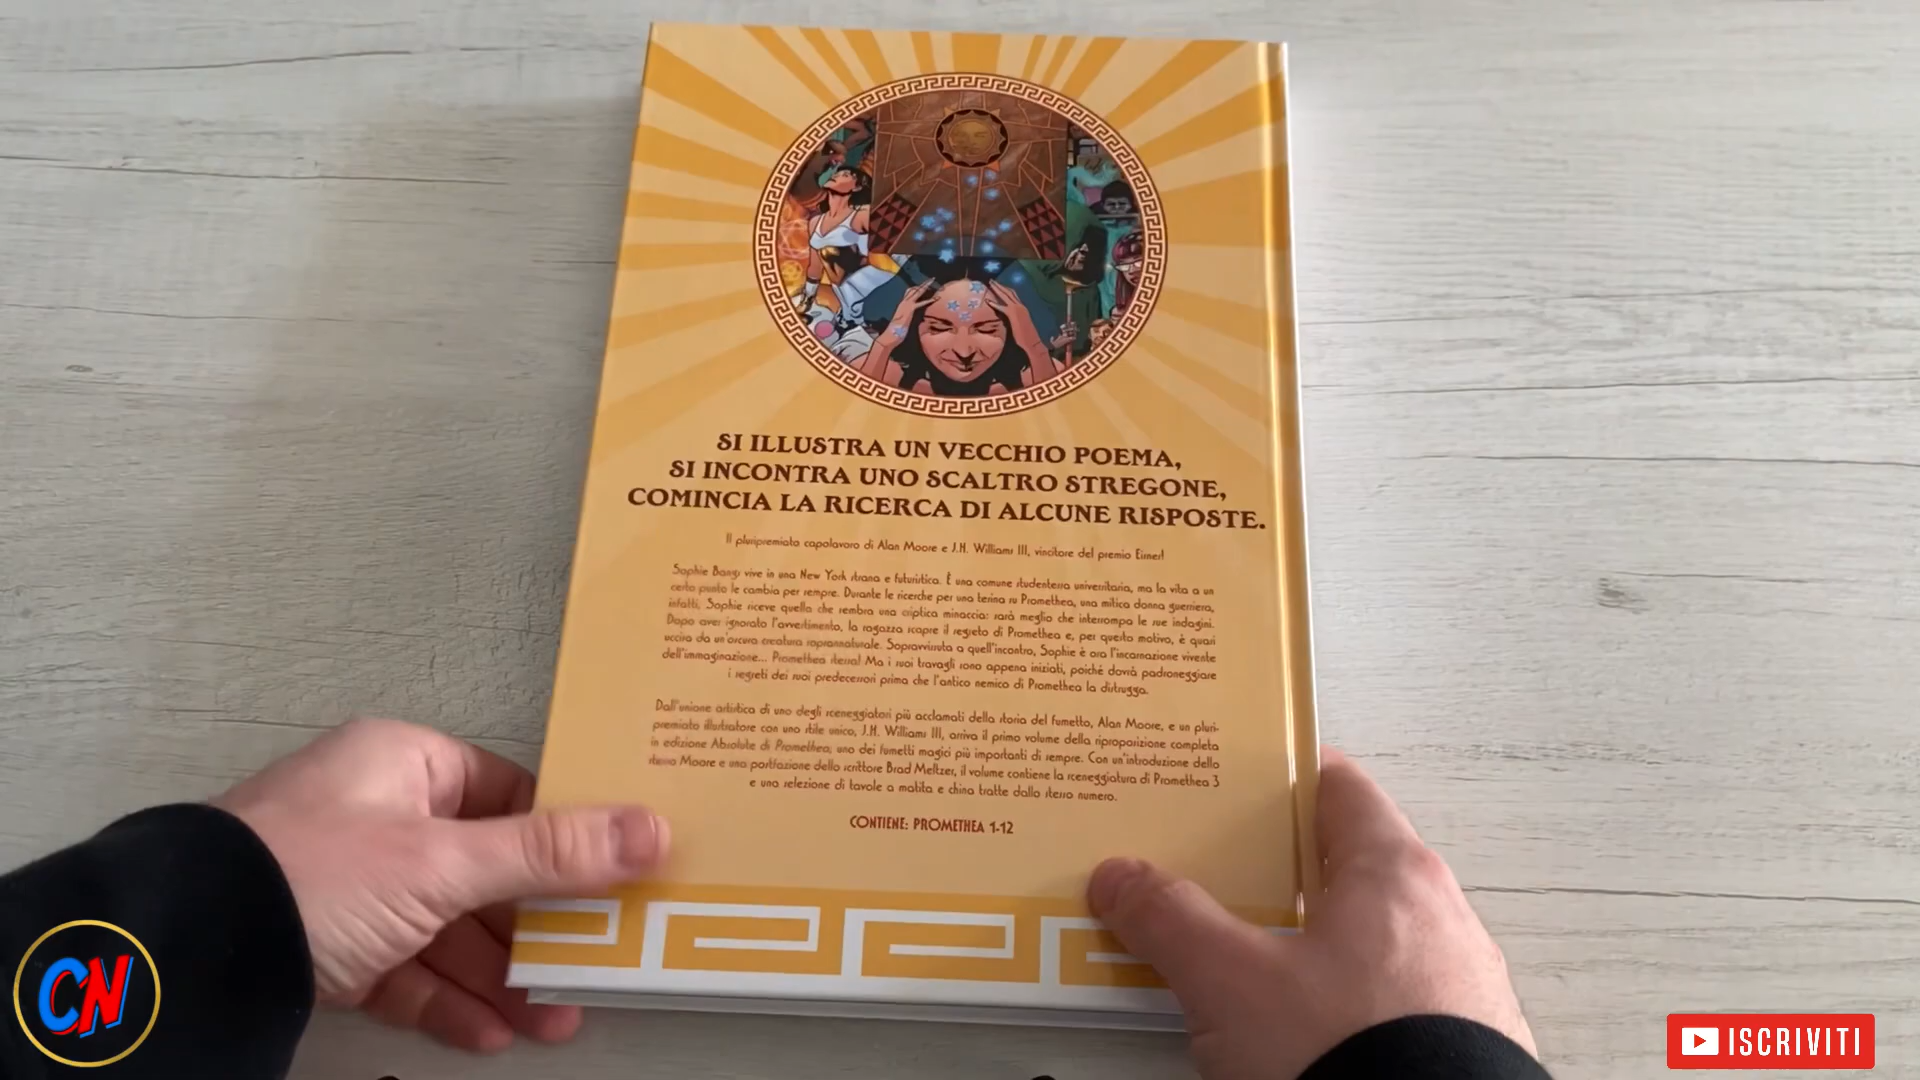 SI ILLUSTRA UN VECCHIO POEMA,
SI INCONTRA UNO SCALTRO STREGONE,
COMINCIA LA RICERCA DI ALCUNE RISPOSTE.
Il pluripremiato capolavoro di Alan Moore e J.H. Williams III, vincitore del premio Eisner!
Sophie Bangs vive in una New York strana e futuristica. È una comune studentessa universitaria, ma la vita a un
certo punto le cambia per sempre. Durante le ricerche per una tesina su Promethea, una mitica donna guerriera,
infatti, Sophie riceve quella che sembra una criptica minaccia: sarà meglio che interrompa le sue indagini.
Dopo aver ignorato l'avvertimento, la ragazza scopre il segreto di Promethea e, per questo motivo, è quasi
uccisa da un'oscura creatura soprannaturale. Sopravvissuta a quell'incontro, Sophie è ora l'incarnazione vivente
dell'immaginazione... Promethea stessa! Ma i suoi travagli sono appena iniziati, poiché dovrà padroneggiare
i segreti dei suoi predecessori prima che l'antico nemico di Promethea la distrugga.
Dall'unione artistica di uno degli sceneggiatori più acclamati della storia del fumetto, Alan Moore, e un pluri-
premiato illustratore con uno stile unico, J.H. Williams III, arriva il primo volume della riproposizione completa
in edizione Absolute di Promethea, uno dei fumetti magici più importanti di sempre. Con un'introduzione dello
stesso Moore e una postfazione dello scrittore Brad Meltzer, il volume contiene la sceneggiatura di Promethea 3
e una selezione di tavole a matita e china tratte dallo stesso numero.
CONTIENE: PROMETHEA 1-12
CN
ISCRIVITI